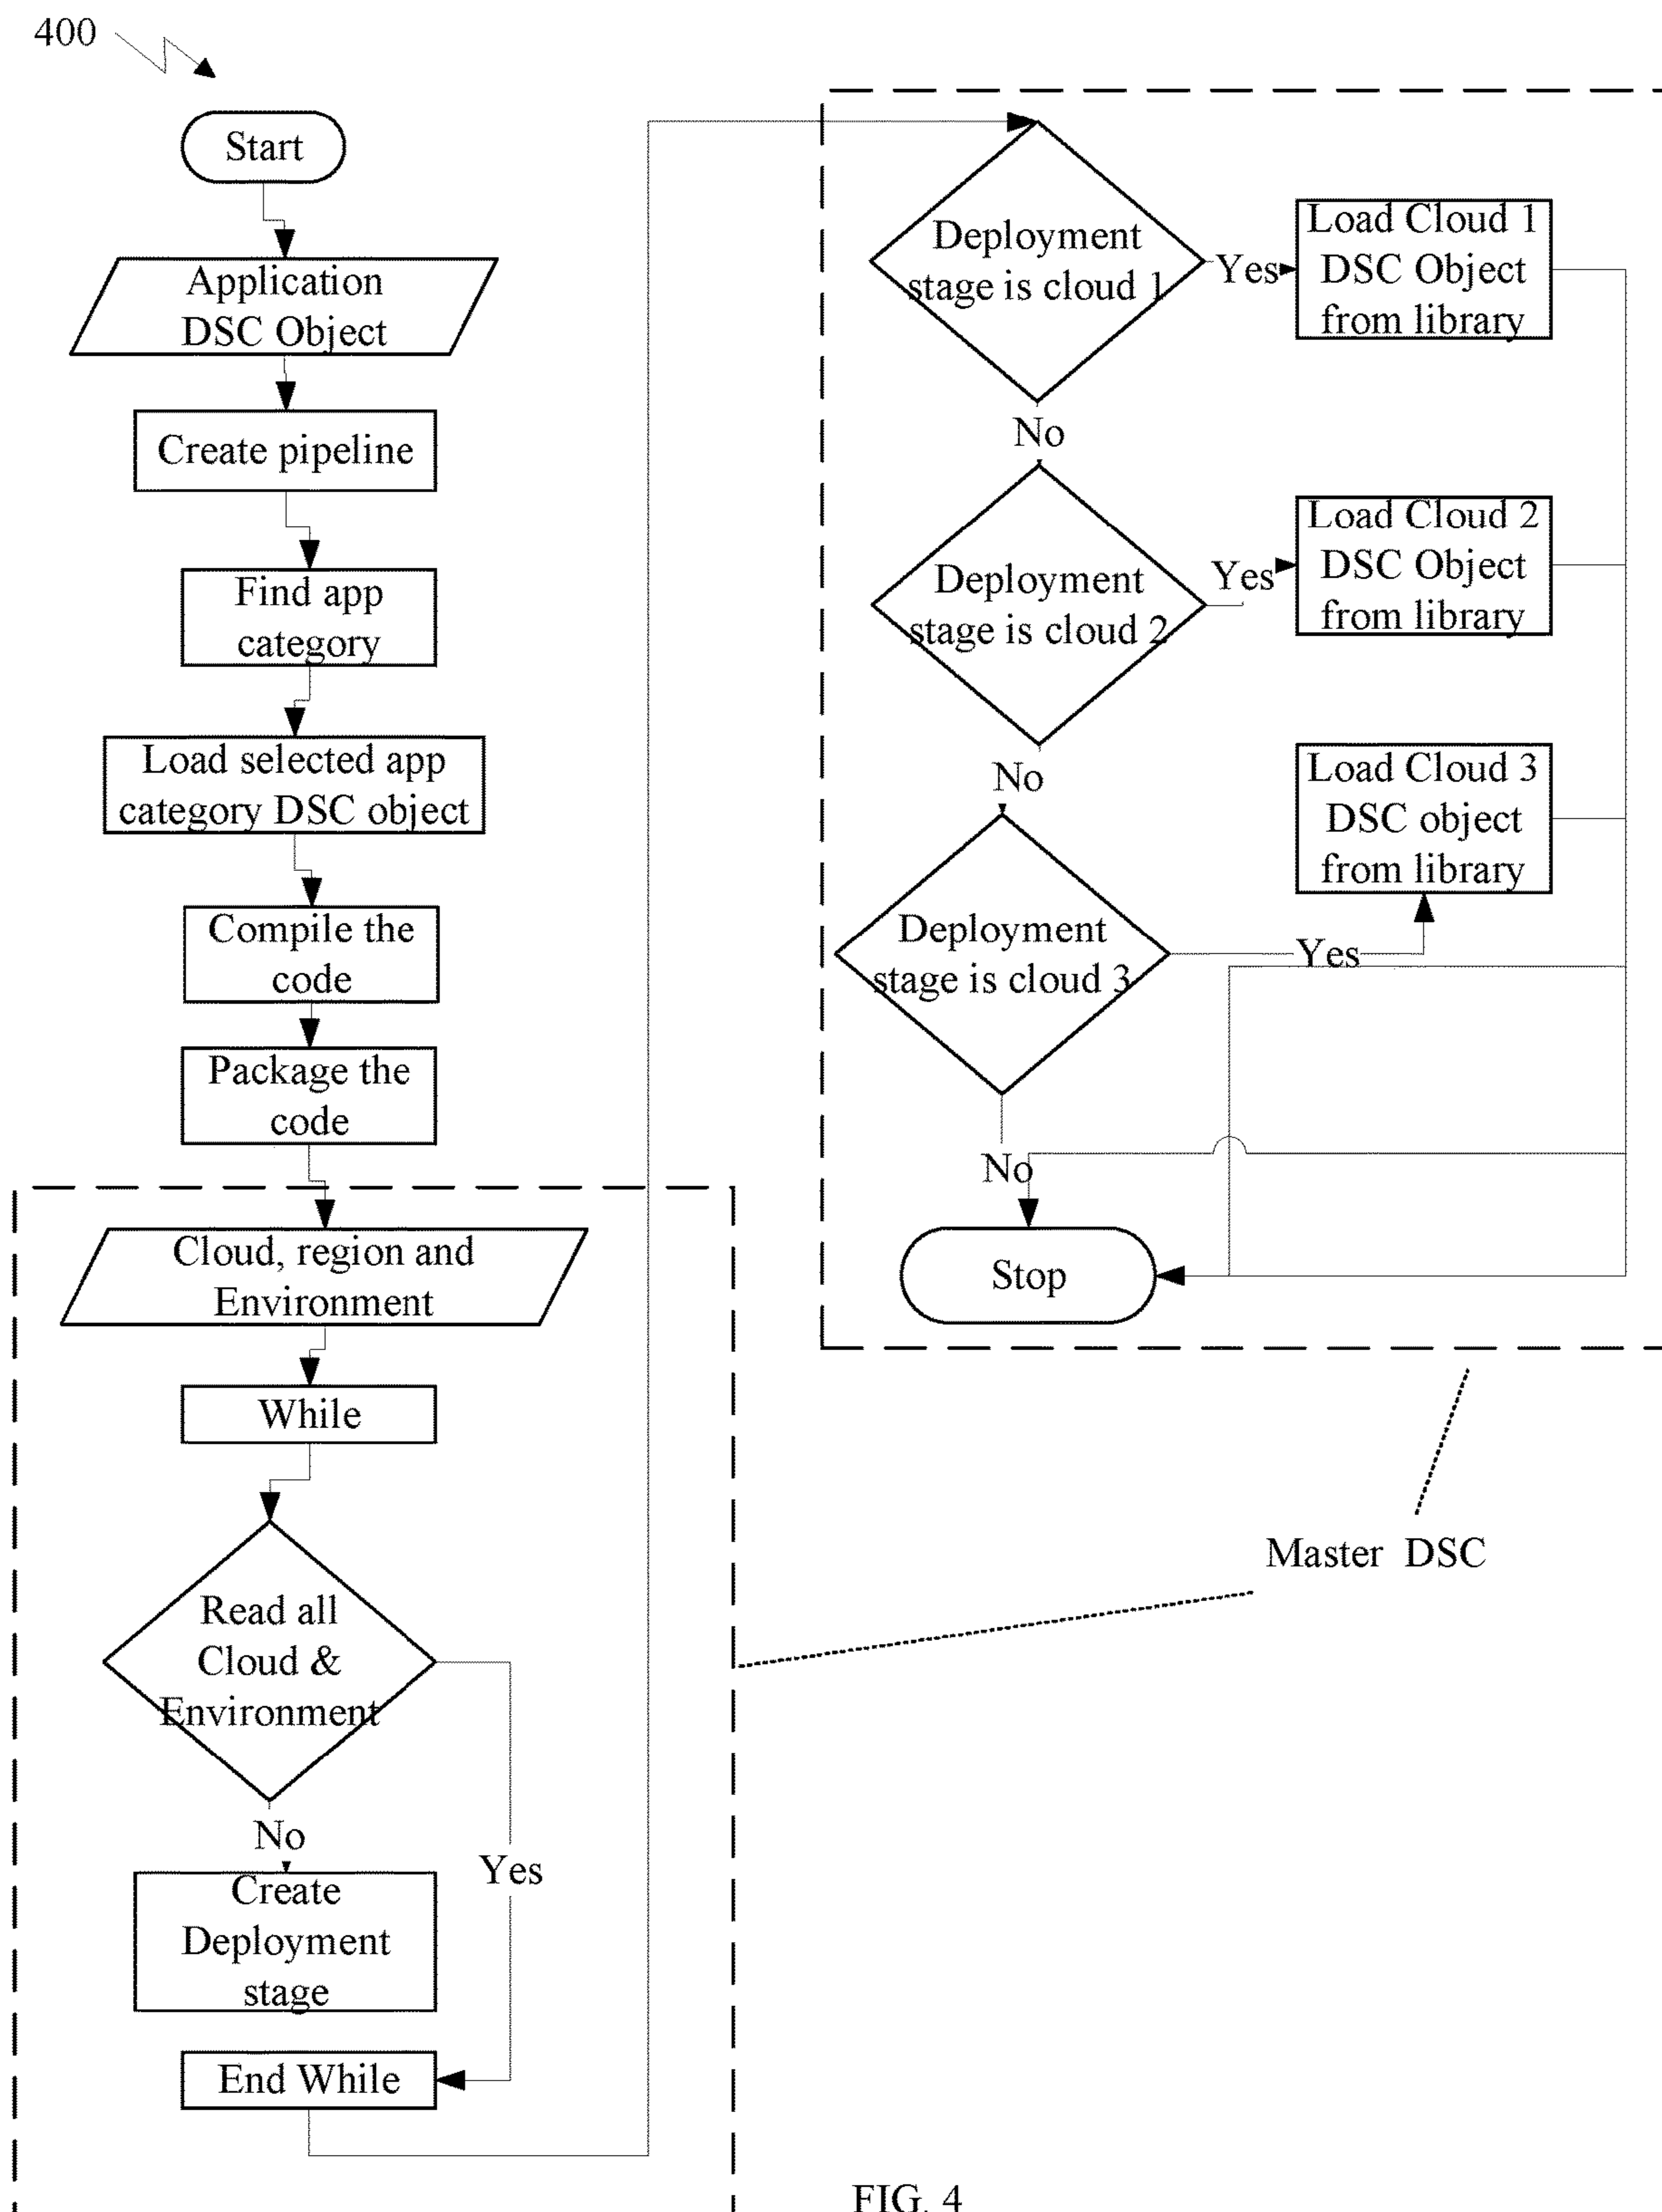 400
Start
Application
DSC Object
Create pipeline
Find app
category
Load selected app
category DSC object
Compile the
code
Package the
code
Cloud, region and
Environment
While
Read all
Cloud &
Environment
No
Yes
Create
Deployment
stage
End While
Deployment
stage is cloud 1
Yes
Load Cloud 1
DSC Object
from library
No
Deployment
stage is cloud 2
Yes
Load Cloud 2
DSC Object
from library
No
Deployment
stage is cloud 3
Yes
Load Cloud 3
DSC object
from library
No
Stop
Master DSC
FIG. 4